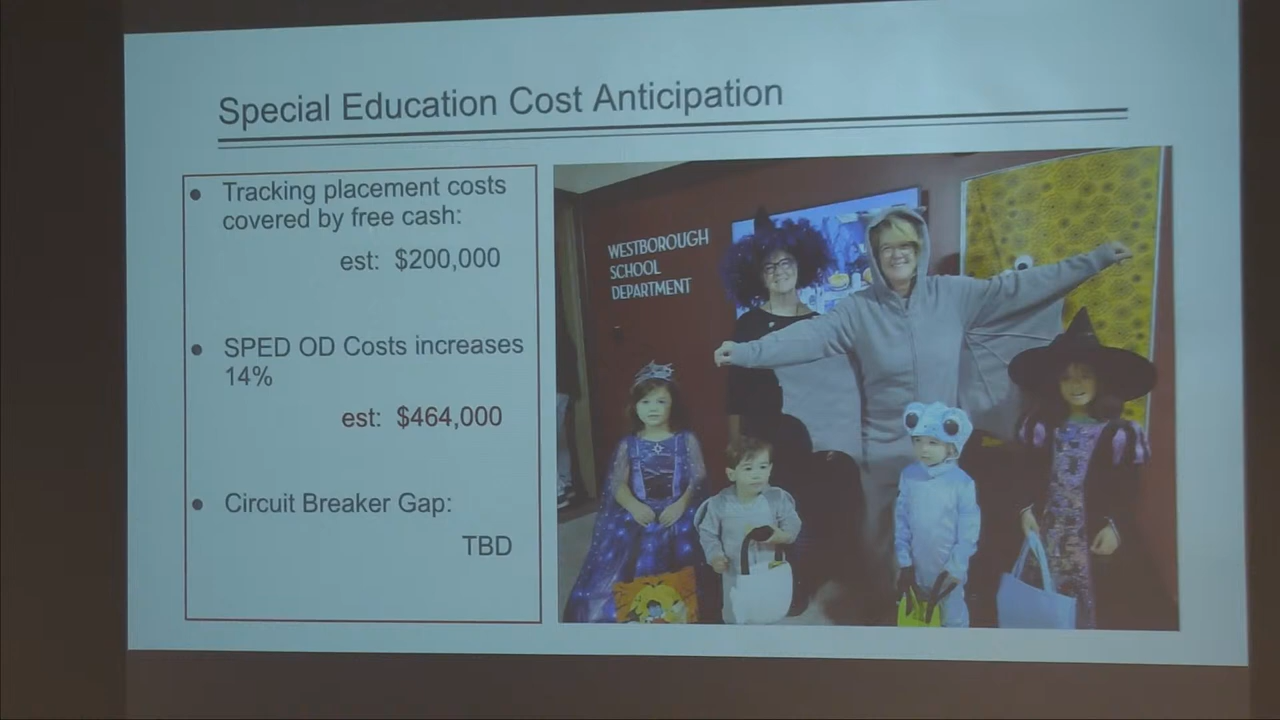 Special Education Cost Anticipation
● Tracking placement costs
covered by free cash:
est: $200,000
● SPED OD Costs increases
14%
est: $464,000
● Circuit Breaker Gap:
TBD
WESTBOROUGH
SCHOOL
DEPARTMENT